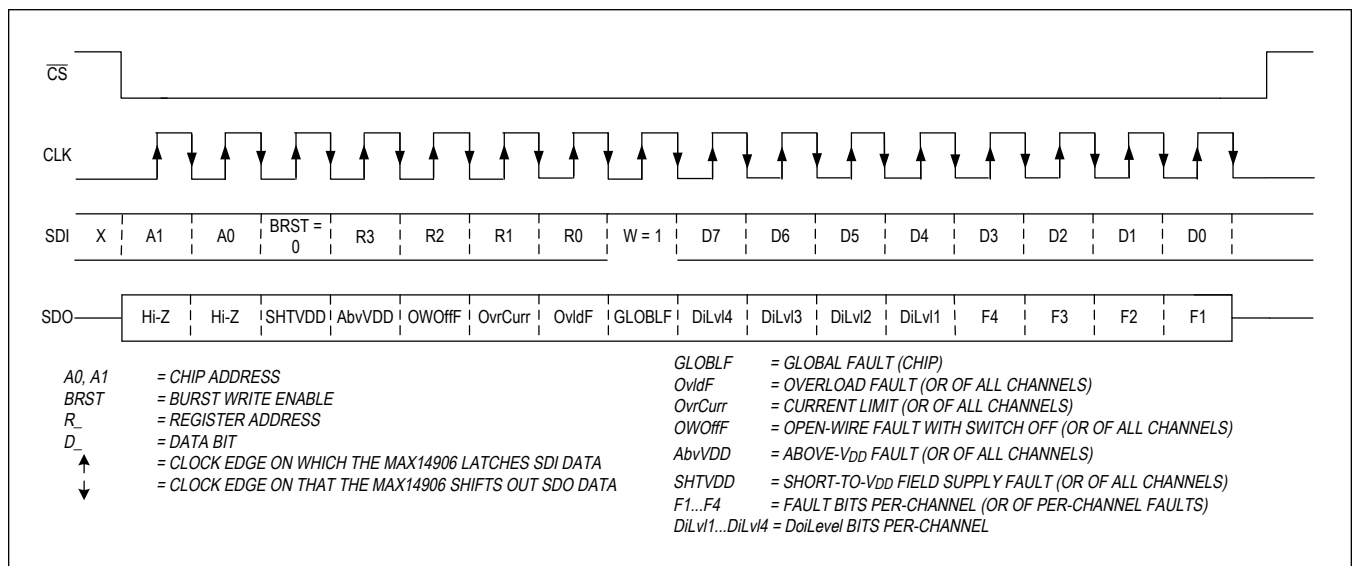 CS
CLK
SDI X A1 A0 BRST = 0 R3 R2 R1 R0 W = 1 D7 D6 D5 D4 D3 D2 D1 D0
SDO Hi-Z Hi-Z SHTVDD AbvVDD OWOffF OvrCurr OvldF GLOBLF DiLvl4 DiLvl3 DiLvl2 DiLvl1 F4 F3 F2 F1
A0, A1 = CHIP ADDRESS
BRST = BURST WRITE ENABLE
R_ = REGISTER ADDRESS
D_ = DATA BIT
↑ = CLOCK EDGE ON WHICH THE MAX14906 LATCHES SDI DATA
↓ = CLOCK EDGE ON THAT THE MAX14906 SHIFTS OUT SDO DATA
GLOBLF = GLOBAL FAULT (CHIP)
OvldF = OVERLOAD FAULT (OR OF ALL CHANNELS)
OvrCurr = CURRENT LIMIT (OR OF ALL CHANNELS)
OWOffF = OPEN-WIRE FAULT WITH SWITCH OFF (OR OF ALL CHANNELS)
AbvVDD = ABOVE-VDD FAULT (OR OF ALL CHANNELS)
SHTVDD = SHORT-TO-VDD FIELD SUPPLY FAULT (OR OF ALL CHANNELS)
F1...F4 = FAULT BITS PER-CHANNEL (OR OF PER-CHANNEL FAULTS)
DiLvl1...DiLvl4 = DoiLevel BITS PER-CHANNEL